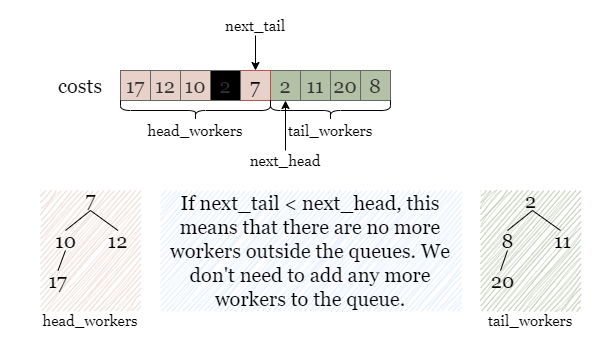 next_tail
costs 17 12 10 2 7 2 11 20 8
head_workers tail_workers
next_head
7
10 12
17
head_workers
If next_tail < next_head, this
means that there are no more
workers outside the queues. We
don't need to add any more
workers to the queue.
2
8 11
20
tail_workers